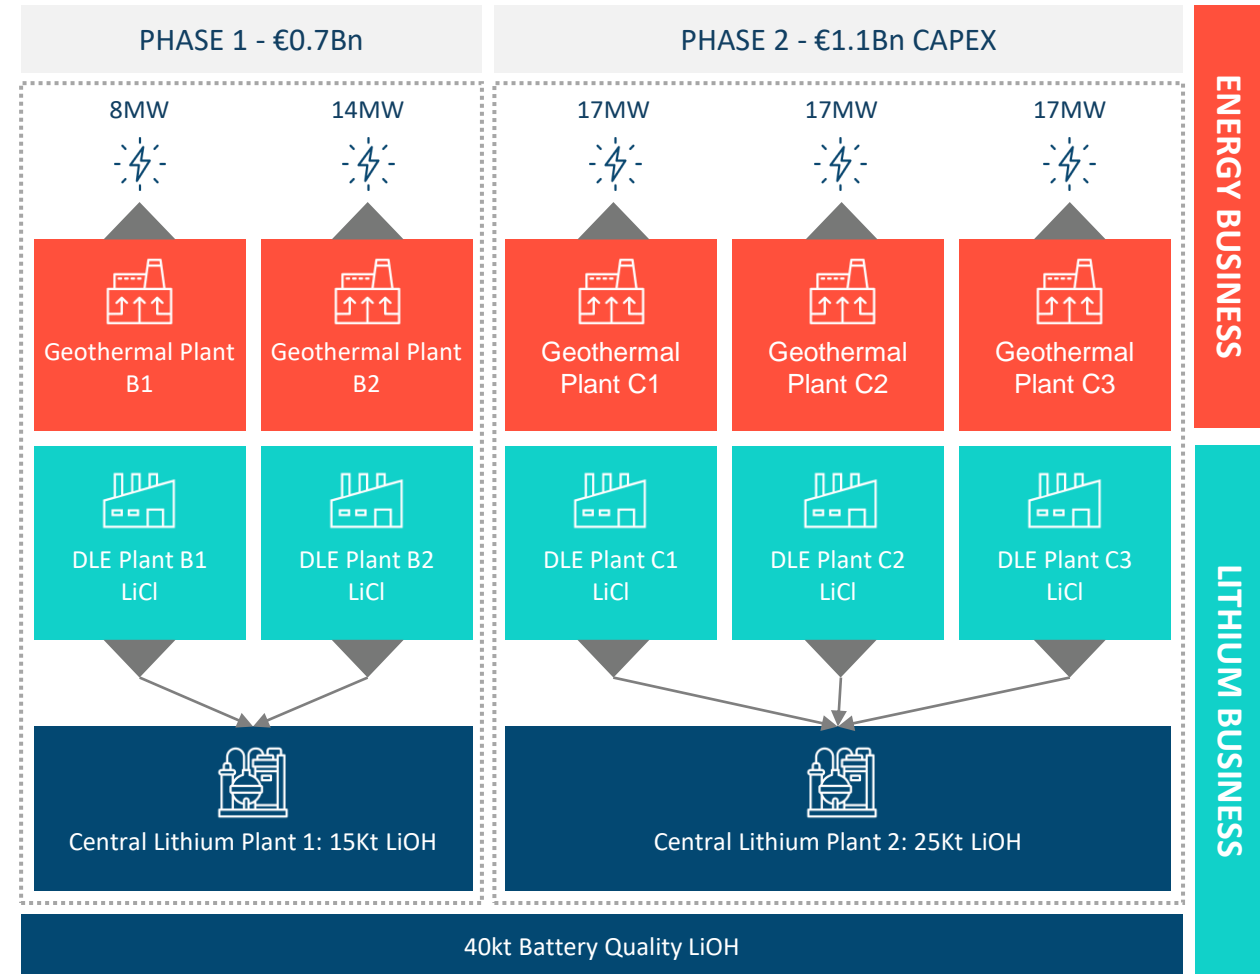 PHASE 1 - €0.7Bn
PHASE 2 - €1.1Bn CAPEX
8MW
14MW
17MW
17MW
17MW
Geothermal Plant
B1
Geothermal Plant
B2
Geothermal
Plant C1
Geothermal
Plant C2
Geothermal
Plant C3
ENERGY BUSINESS
DLE Plant B1
LiCl
DLE Plant B2
LiCl
DLE Plant C1
LiCl
DLE Plant C2
LiCl
DLE Plant C3
LiCl
Central Lithium Plant 1: 15Kt LiOH
Central Lithium Plant 2: 25Kt LiOH
LITHIUM BUSINESS
40kt Battery Quality LiOH